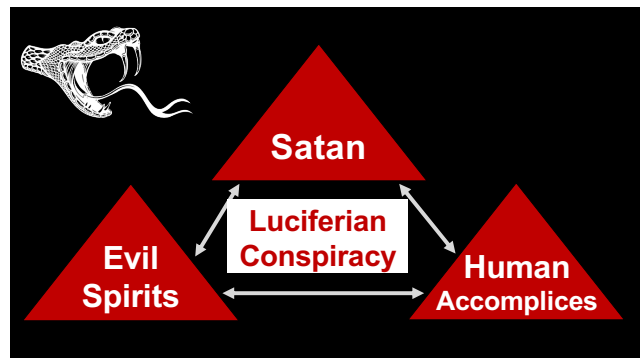 Satan
Luciferian
Conspiracy
Evil
Spirits
Human
Accomplices